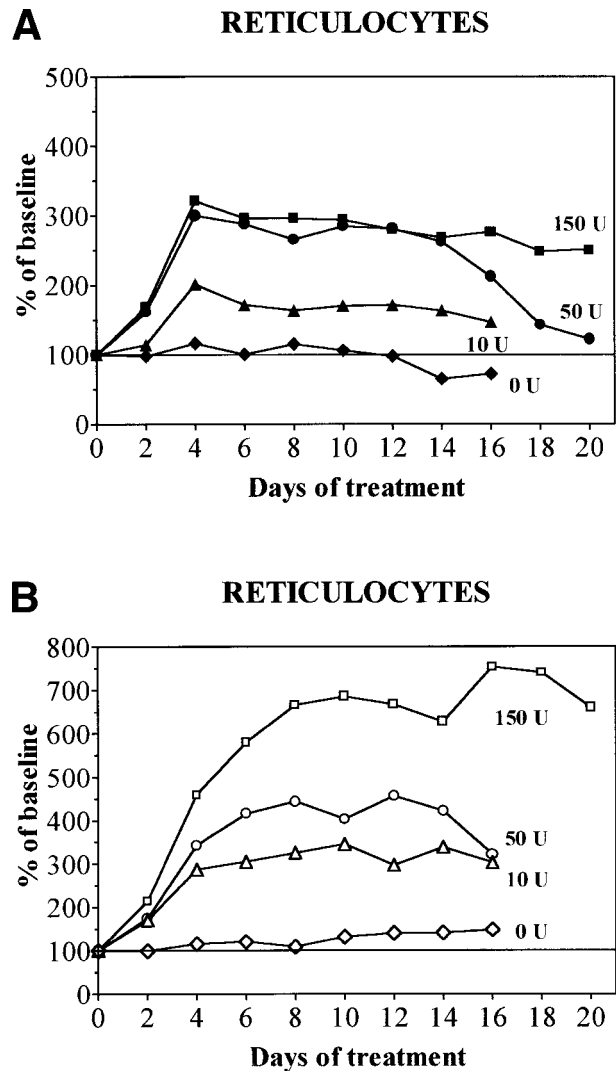 A
RETICULOCYTES
500
400
300
200
100
0
% of baseline
150 U
50 U
10 U
0 U
0 2 4 6 8 10 12 14 16 18 20
Days of treatment
B
RETICULOCYTES
800
700
600
500
400
300
200
100
0
% of baseline
150 U
50 U
10 U
0 U
0 2 4 6 8 10 12 14 16 18 20
Days of treatment